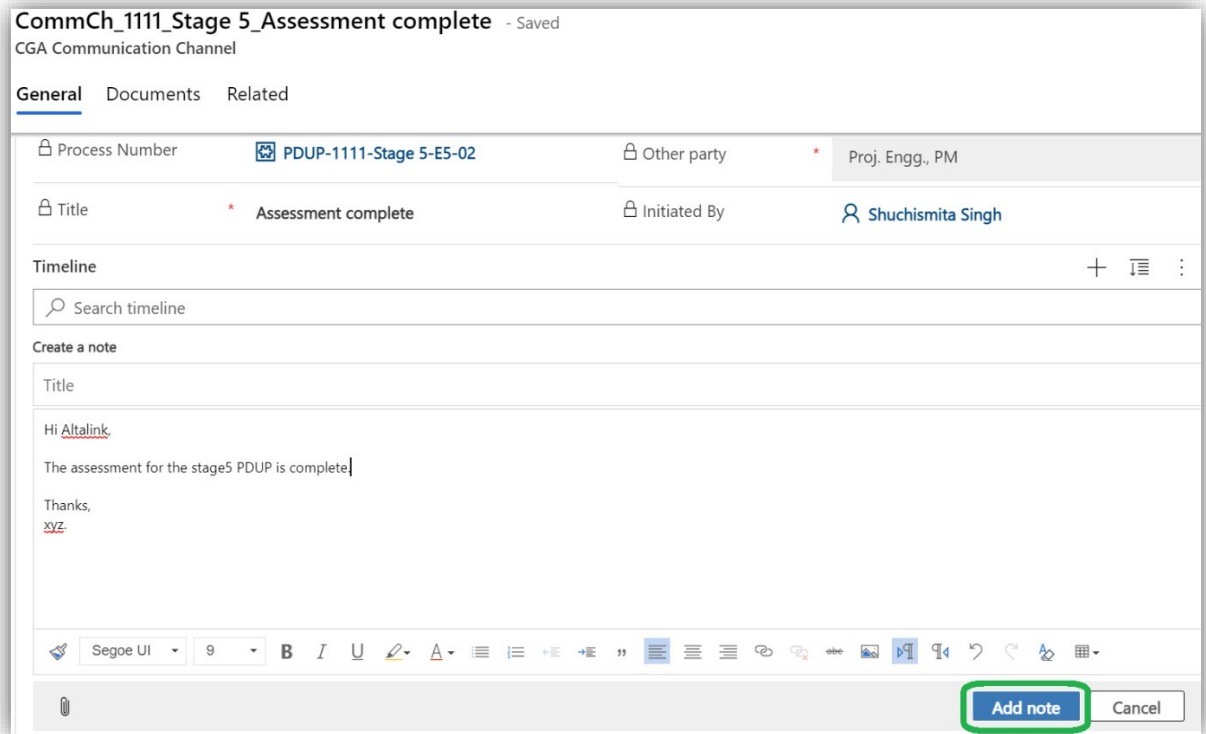 CommCh_1111_Stage 5_Assessment complete - Saved
CGA Communication Channel
General Documents Related
Process Number PDUP-1111-Stage 5-E5-02 Other party * Proj. Engg., PM
Title * Assessment complete Initiated By Shuchismita Singh
Timeline
Search timeline
Create a note
Title
Hi Altalink,
The assessment for the stage5 PDUP is complete.
Thanks,
xyz.
Segoe UI 9 B I U A abc
Add note Cancel